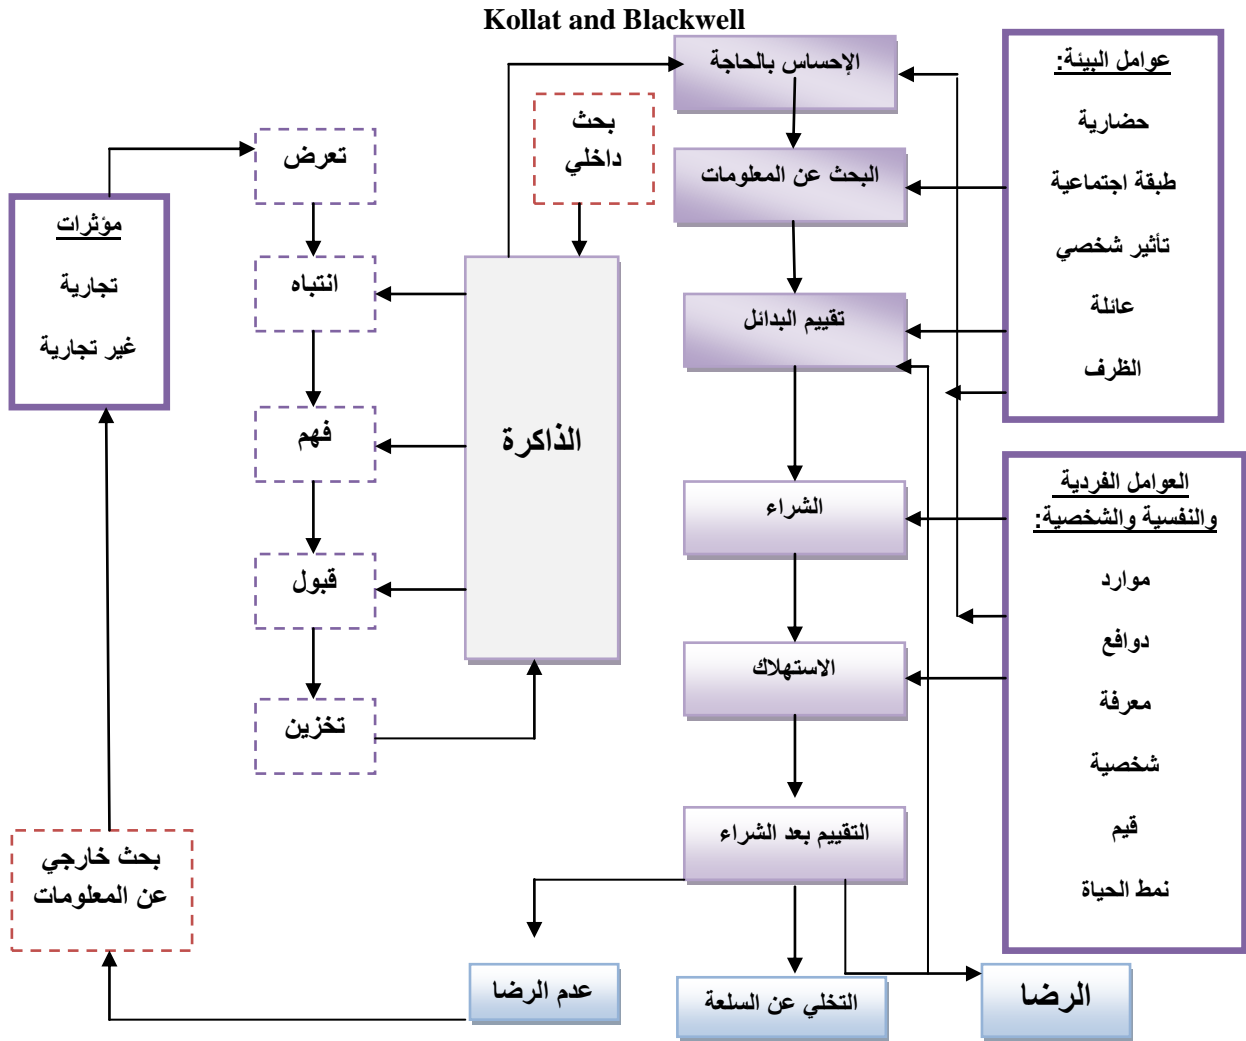 Kollat and Blackwell
الإحساس بالحاجة
البحث عن المعلومات
تقييم البدائل
الشراء
الاستهلاك
التقييم بعد الشراء
التخلي عن السلعة
الرضا
عدم الرضا
عوامل البيئة:
حضارية
طبقة اجتماعية
تأثير شخصي
عائلة
الظرف
العوامل الفردية
والنفسية والشخصية:
موارد
دوافع
معرفة
شخصية
قيم
نمط الحياة
بحث
داخلي
الذاكرة
تعرض
انتباه
فهم
قبول
تخزين
مؤثرات
تجارية
غير تجارية
بحث خارجي
عن المعلومات